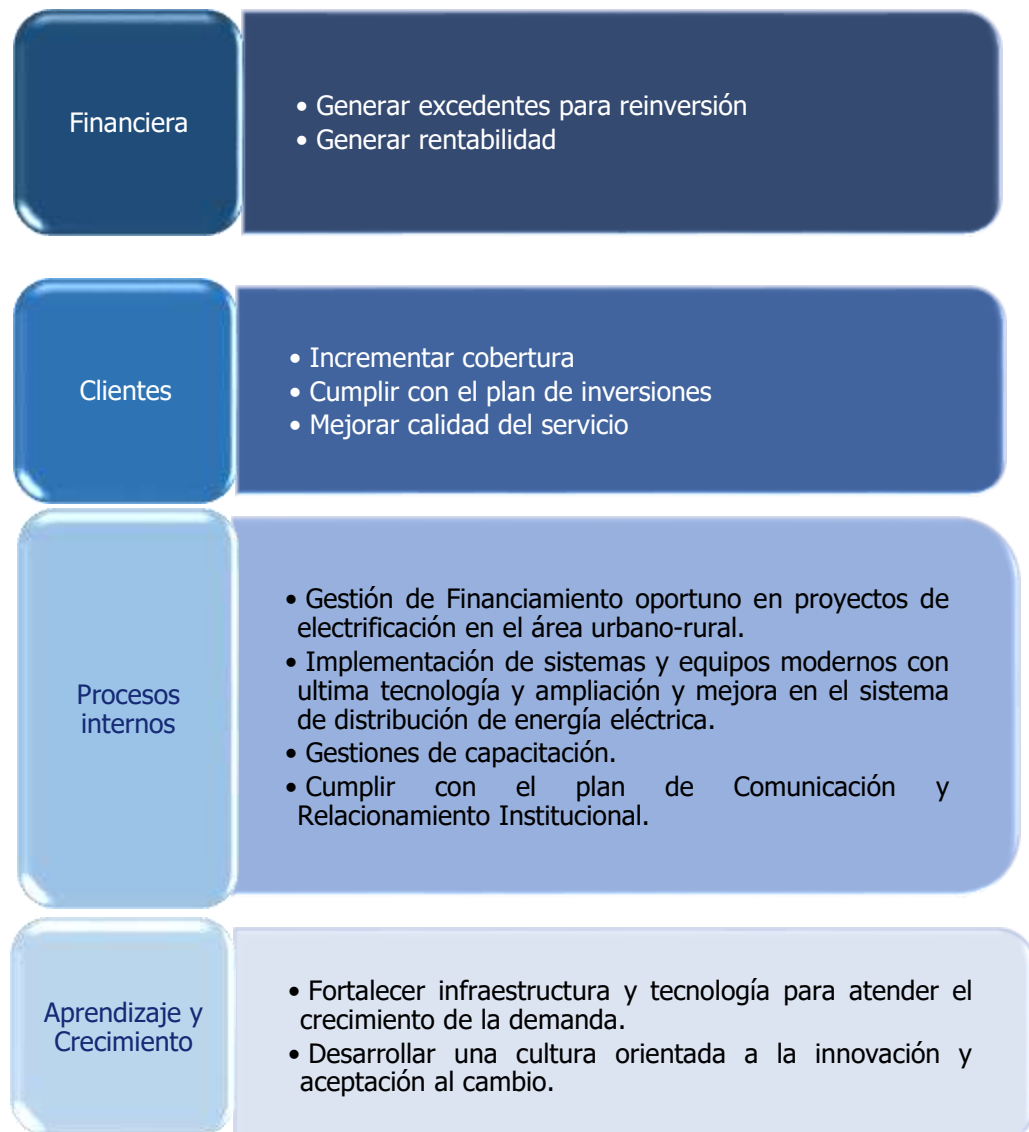 Financiera
• Generar excedentes para reinversión
• Generar rentabilidad
Clientes
• Incrementar cobertura
• Cumplir con el plan de inversiones
• Mejorar calidad del servicio
Procesos
internos
• Gestión de Financiamiento oportuno en proyectos de
electrificación en el área urbano-rural.
• Implementación de sistemas y equipos modernos con
ultima tecnología y ampliación y mejora en el sistema
de distribución de energía eléctrica.
• Gestiones de capacitación.
• Cumplir con el plan de Comunicación y
Relacionamiento Institucional.
Aprendizaje y
Crecimiento
• Fortalecer infraestructura y tecnología para atender el
crecimiento de la demanda.
• Desarrollar una cultura orientada a la innovación y
aceptación al cambio.